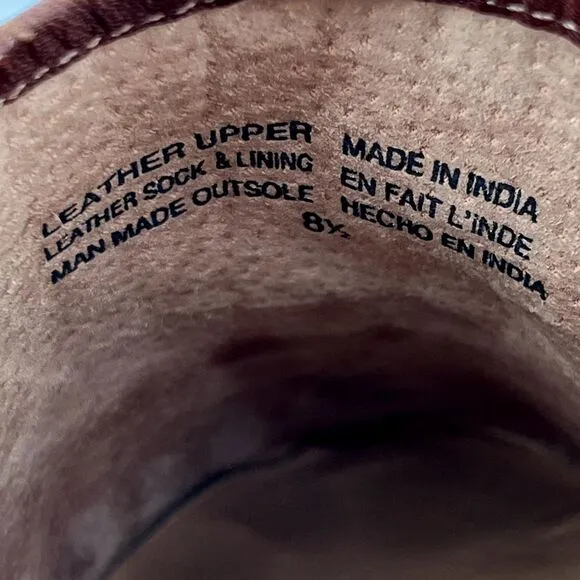 LEATHER UPPER
LEATHER SOCK & LINING
MAN MADE OUTSOLE
8½
MADE IN INDIA
EN FAIT L'iNDE
HECHO EN INDIA